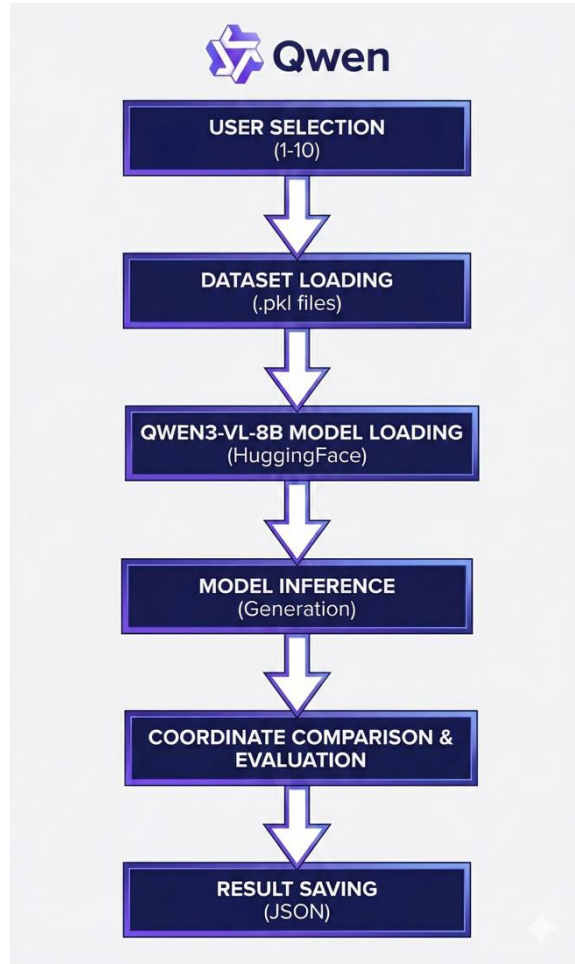 Qwen
USER SELECTION
(1-10)
DATASET LOADING
(.pkl files)
QWEN3-VL-8B MODEL LOADING
(HuggingFace)
MODEL INFERENCE
(Generation)
COORDINATE COMPARISON &
EVALUATION
RESULT SAVING
(JSON)